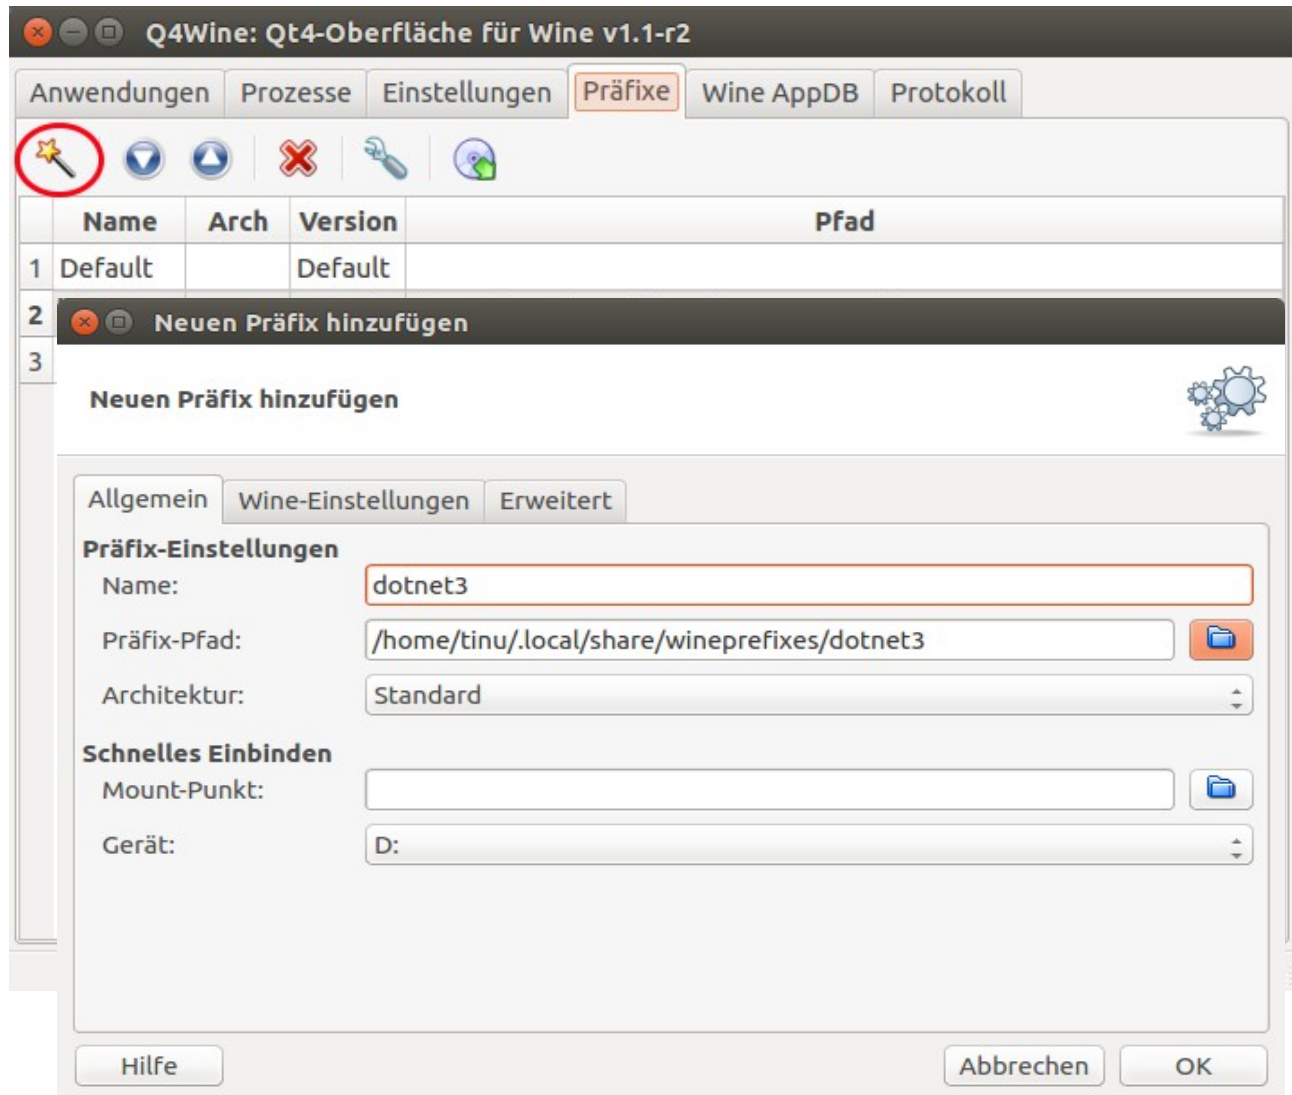 Q4Wine: Qt4-Oberfläche für Wine v1.1-r2
Anwendungen Prozesse Einstellungen Präfixe Wine AppDB Protokoll
Name Arch Version Pfad
1 Default Default
2
3
Neuen Präfix hinzufügen
Neuen Präfix hinzufügen
Allgemein Wine-Einstellungen Erweitert
Präfix-Einstellungen
Name: dotnet3
Präfix-Pfad: /home/tinu/.local/share/wineprefixes/dotnet3
Architektur: Standard
Schnelles Einbinden
Mount-Punkt:
Gerät: D:
Hilfe Abbrechen OK